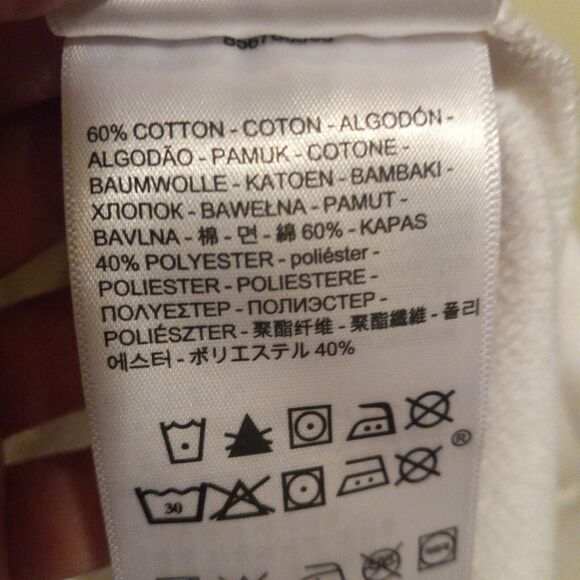 60% COTTON - COTON - ALGODÓN -
ALGODÃO - PAMUK - COTONE -
BAUMWOLLE - KATOEN - BAMBAKI -
ХЛОПОК - BAWEŁNA - PAMUT -
BAVLNA - 棉 - 면 - 綿 60% - KAPAS
40% POLYESTER - poliéster -
POLIESTER - POLIESTERE -
ΠΟΛΥΕΣΤΕΡ - ПОЛИЭСТЕР -
POLIÉSZTER - 聚酯纤维 - 聚酯纖維 - 폴리
에스터 - ポリエステル 40%
®
30